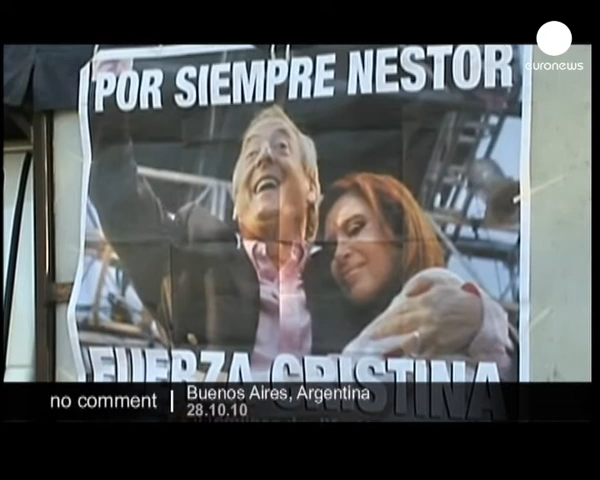 euronews
POR SIEMPRE NESTOR
FUERZA CRISTINA
no comment
Buenos Aires, Argentina
28.10.10